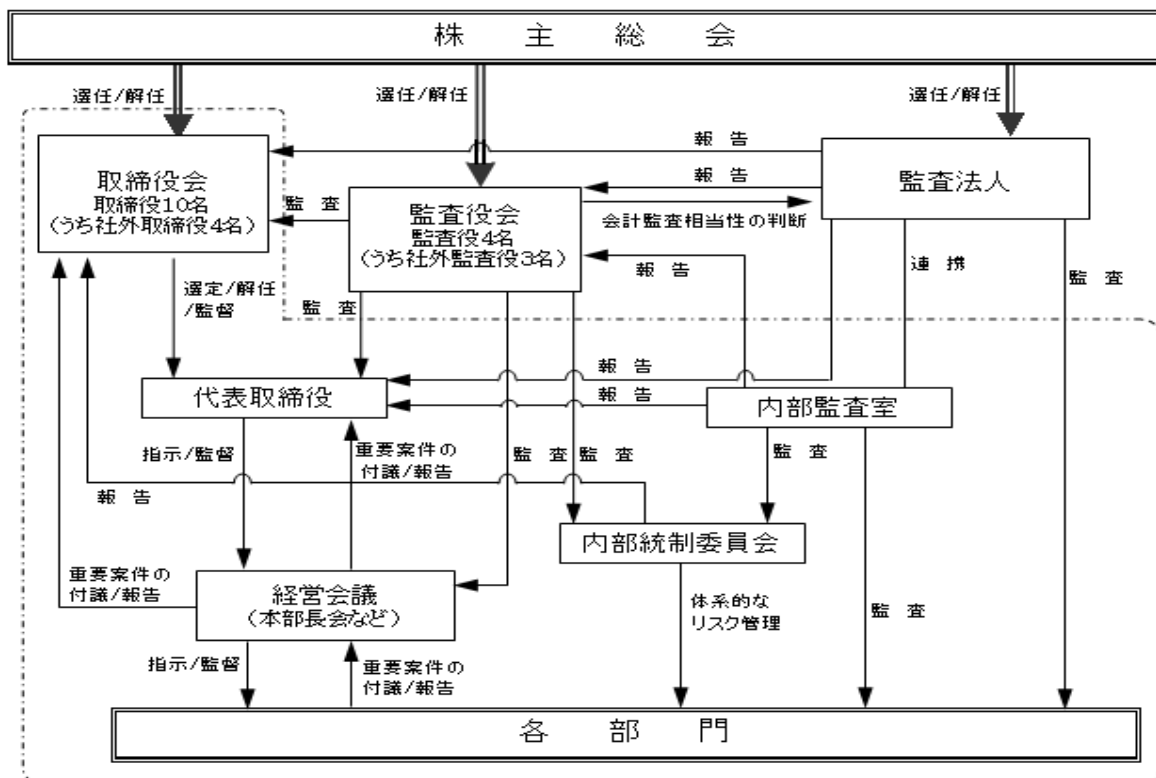 株主総会
選任/解任
選任/解任
選任/解任
取締役会
取締役10名
(うち社外取締役4名)
監査
監査役会
監査役4名
(うち社外監査役3名)
報告
報告
会計監査相当性の判断
監査法人
報告
連携
監査
選定/解任
/監督
監査
代表取締役
報告
報告
内部監査室
指示/監督
重要案件の
付議/報告
監査
監査
監査
報告
内部統制委員会
重要案件の
付議/報告
経営会議
(本部長会など)
体系的な
リスク管理
監査
指示/監督
重要案件の
付議/報告
各部門